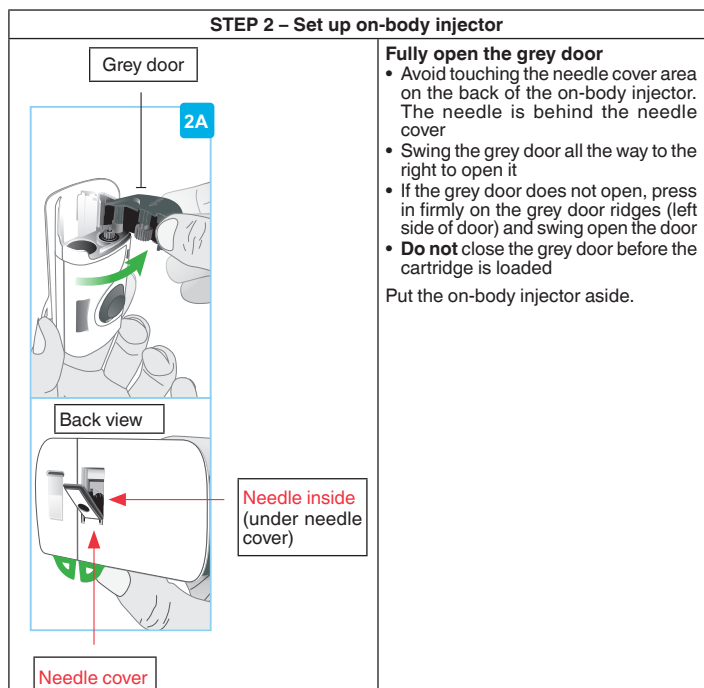 STEP 2 – Set up on-body injector
Grey door
2A
Back view
Needle inside
(under needle
cover)
Needle cover
Fully open the grey door
• Avoid touching the needle cover area
on the back of the on-body injector.
The needle is behind the needle
cover
• Swing the grey door all the way to the
right to open it
• If the grey door does not open, press
in firmly on the grey door ridges (left
side of door) and swing open the door
• Do not close the grey door before the
cartridge is loaded
Put the on-body injector aside.